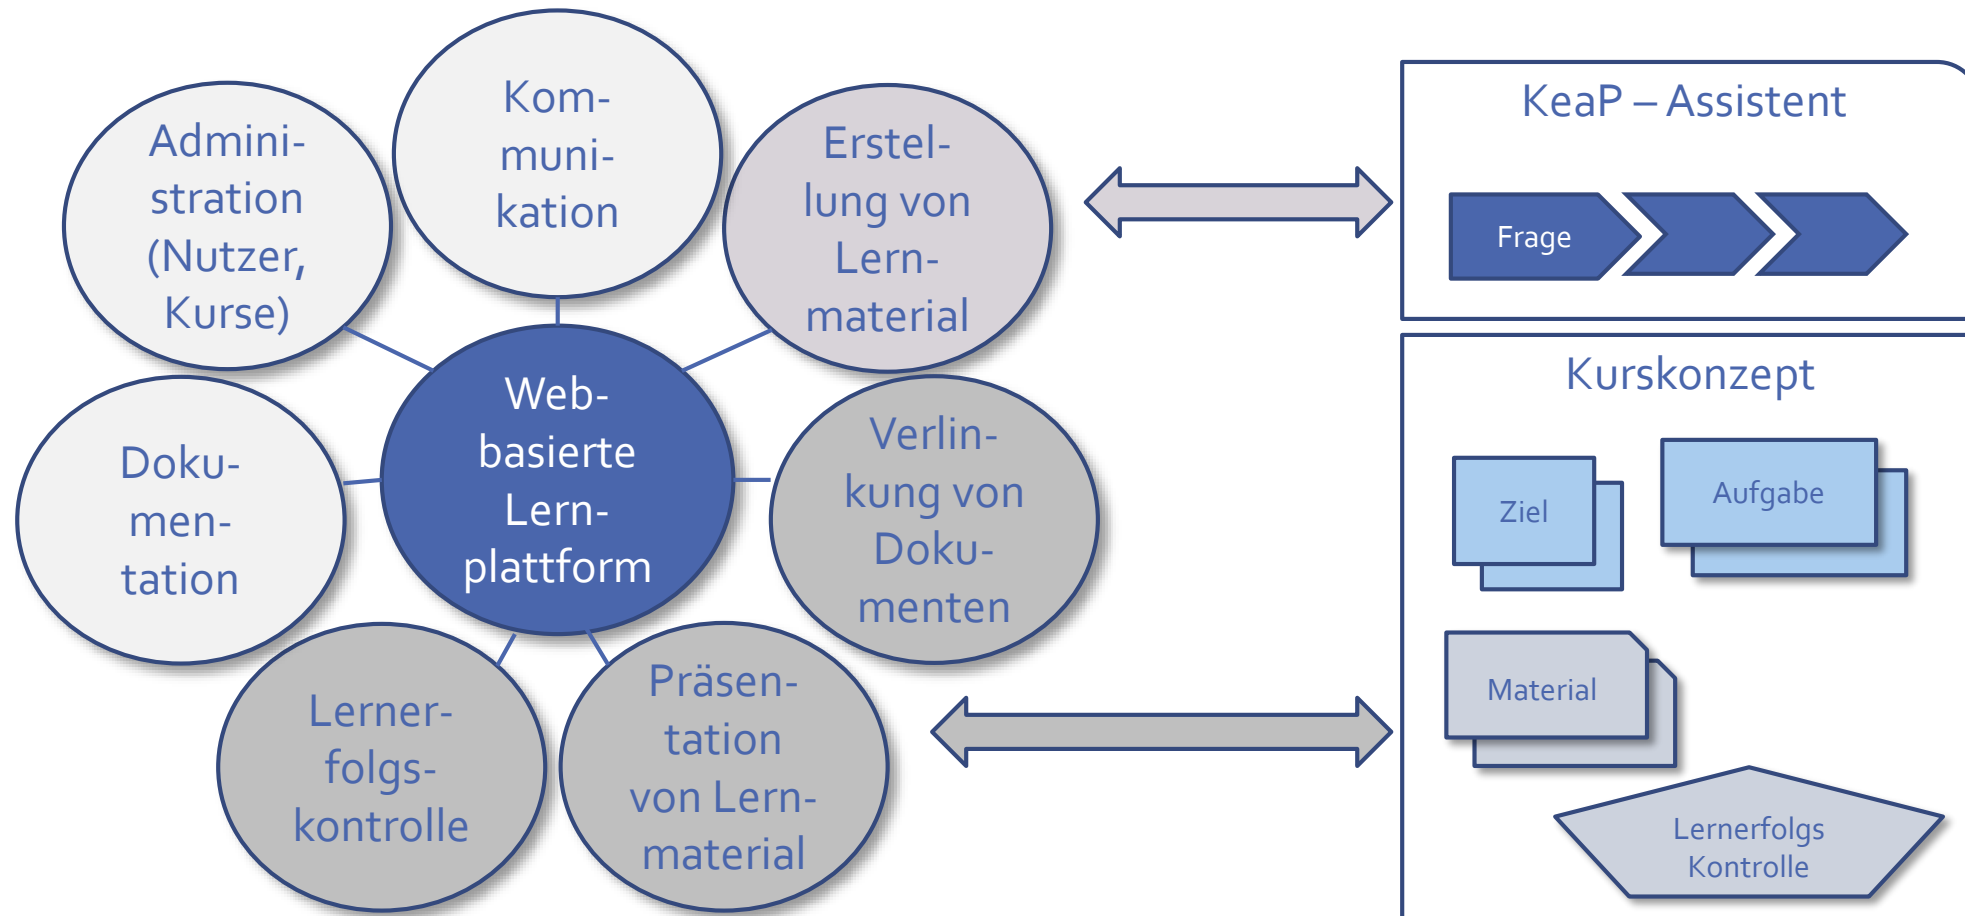 Kom-
muni-
kation
Admini-
stration
(Nutzer,
Kurse)
Erstel-
lung von
Lern-
material
Web-
basierte
Lern-
plattform
Doku-
men-
tation
Verlin-
kung von
Doku-
menten
Lerner-
folgs-
kontrolle
Präsen-
tation
von Lern-
material
KeaP – Assistent
Frage
Kurskonzept
Ziel
Aufgabe
Material
Lernerfolgs
Kontrolle